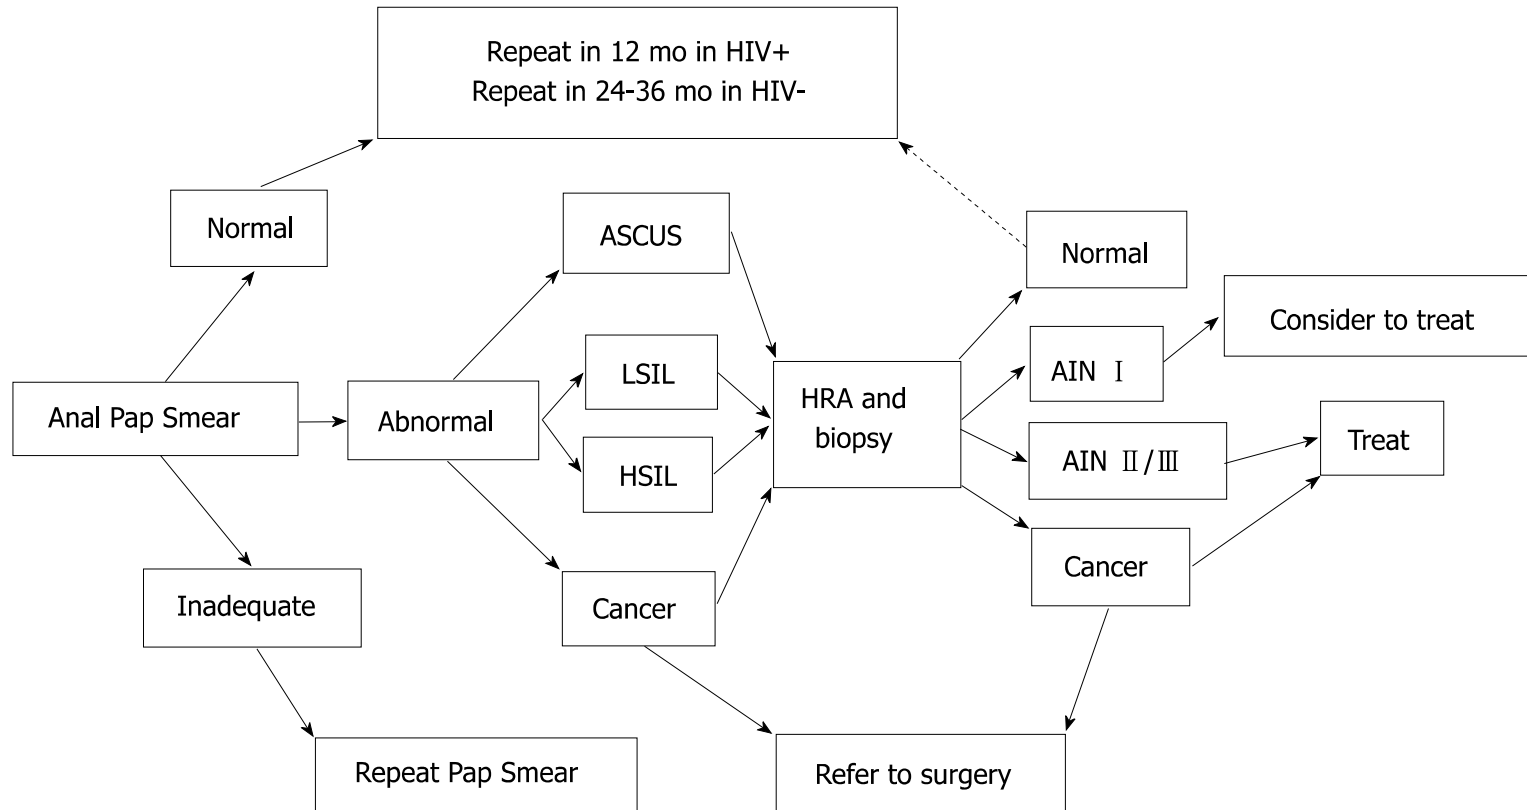 Repeat in 12 mo in HIV+
Repeat in 24-36 mo in HIV-
Normal
ASCUS
Normal
Consider to treat
LSIL
AIN Ⅰ
Anal Pap Smear
Abnormal
HRA and
biopsy
Treat
HSIL
AIN Ⅱ/Ⅲ
Cancer
Inadequate
Cancer
Repeat Pap Smear
Refer to surgery